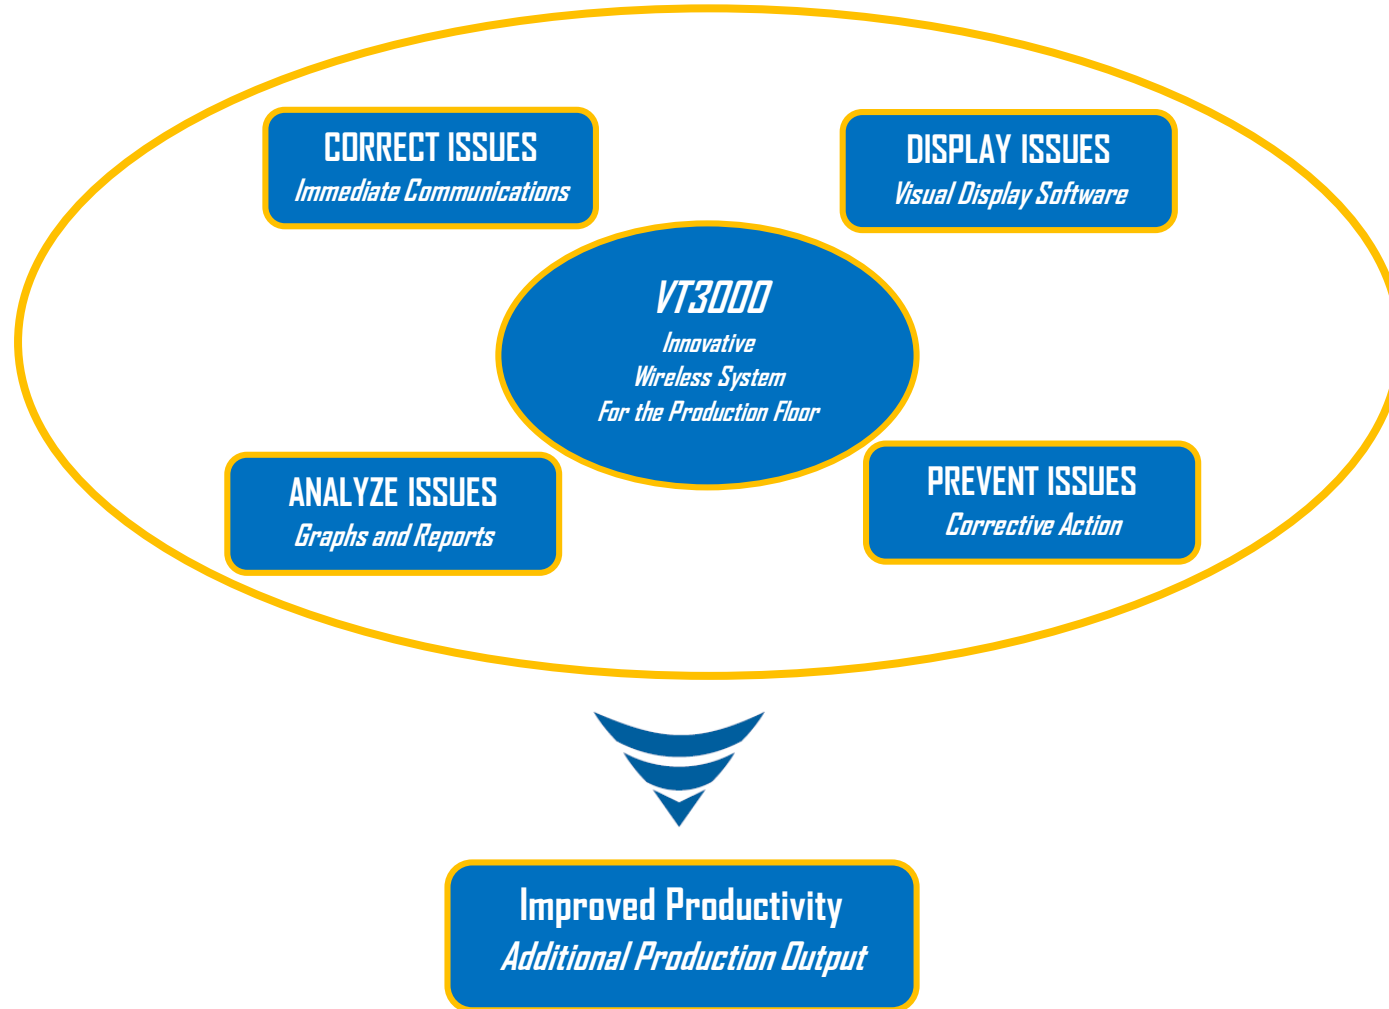 CORRECT ISSUES
Immediate Communications
DISPLAY ISSUES
Visual Display Software
VT3000
Innovative
Wireless System
For the Production Floor
ANALYZE ISSUES
Graphs and Reports
PREVENT ISSUES
Corrective Action
Improved Productivity
Additional Production Output